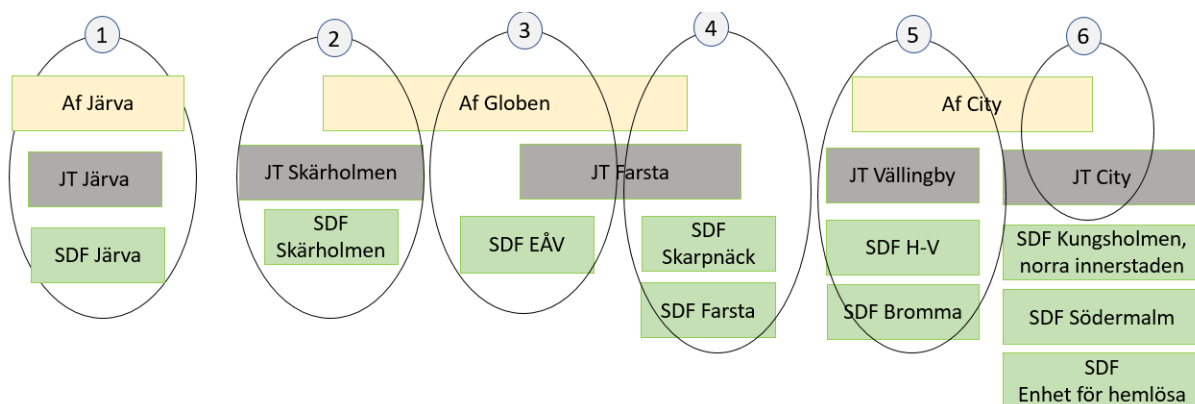 1
2
3
4
5
6
Af Järva
Af Globen
Af City
JT Järva
JT Skärholmen
JT Farsta
JT Vällingby
JT City
SDF Järva
SDF
Skärholmen
SDF EÅV
SDF
Skarpnäck
SDF H-V
SDF Kungsholmen,
norra innerstaden
SDF Farsta
SDF Bromma
SDF Södermalm
SDF
Enhet för hemlösa